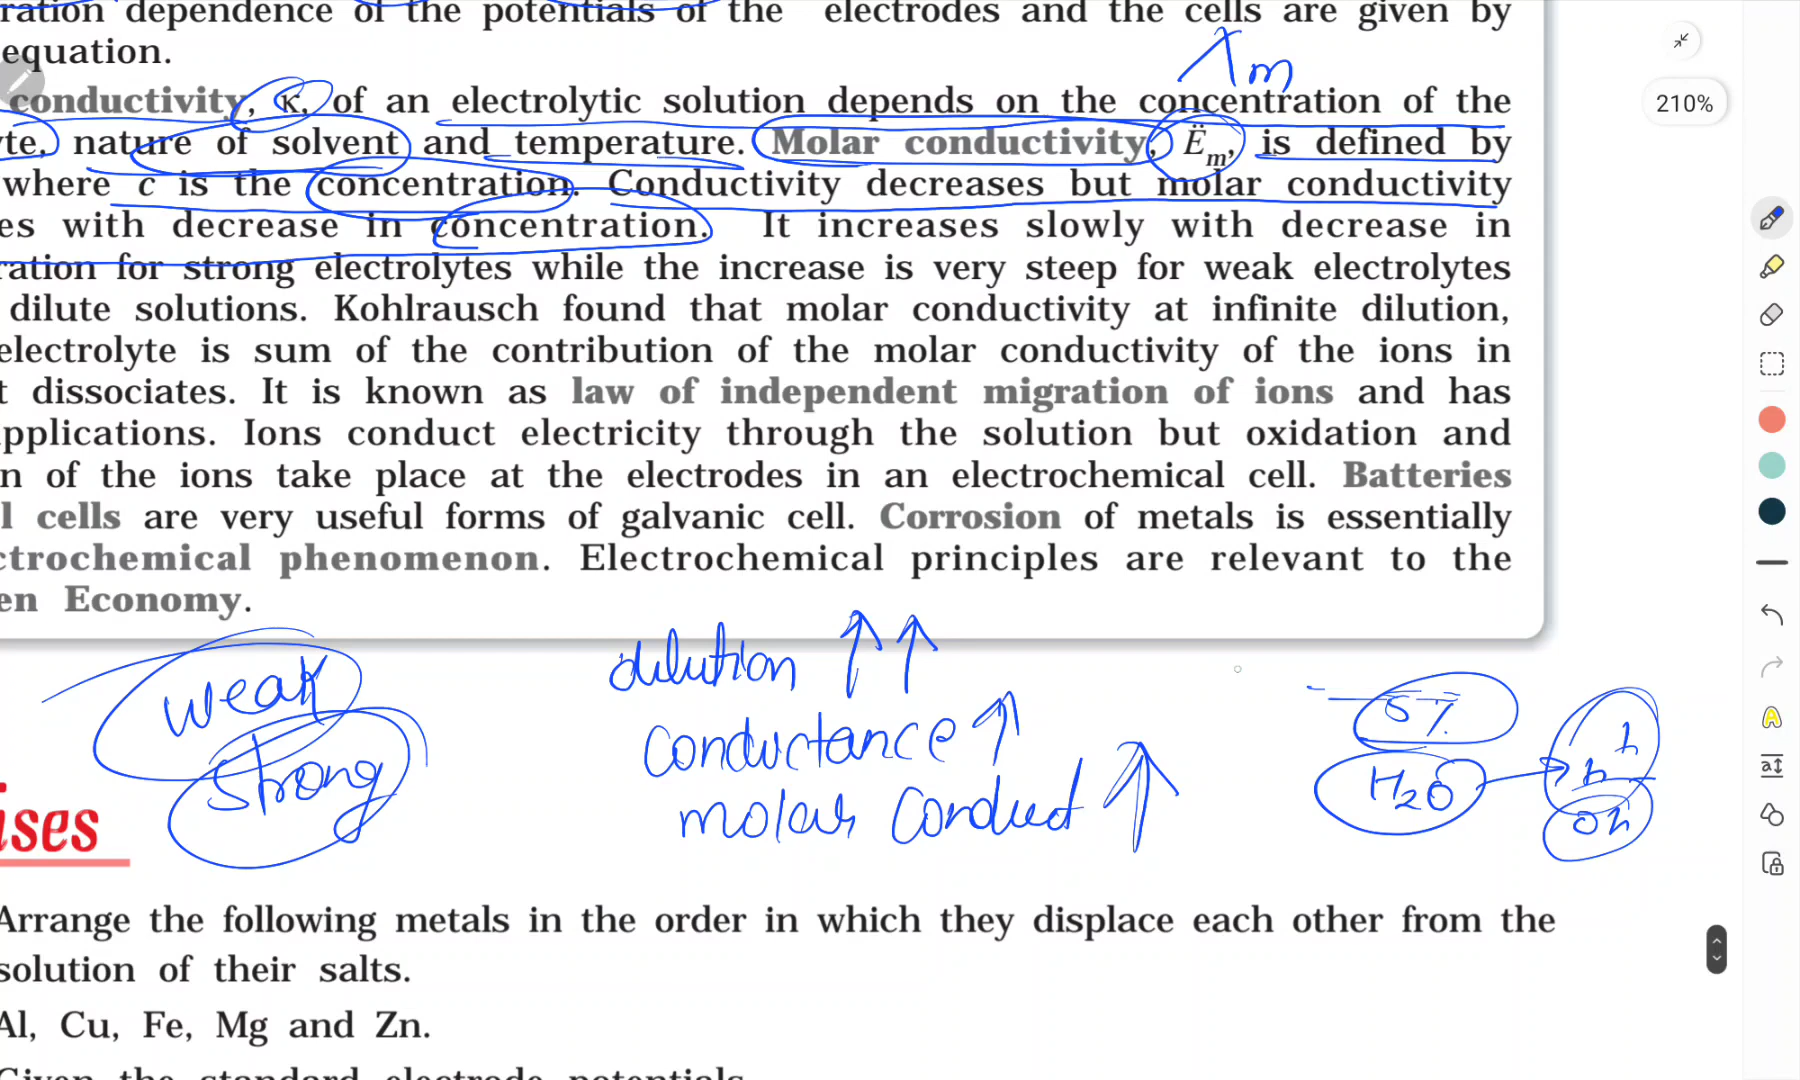 ration dependence of the potentials of the electrodes and the cells are given by
equation.
Λm
conductivity, κ, of an electrolytic solution depends on the concentration of the
210%
te, nature of solvent and temperature. Molar conductivity, Ëm, is defined by
where c is the concentration. Conductivity decreases but molar conductivity
es with decrease in concentration. It increases slowly with decrease in
ration for strong electrolytes while the increase is very steep for weak electrolytes
dilute solutions. Kohlrausch found that molar conductivity at infinite dilution,
electrolyte is sum of the contribution of the molar conductivity of the ions in
t dissociates. It is known as law of independent migration of ions and has
pplications. Ions conduct electricity through the solution but oxidation and
n of the ions take place at the electrodes in an electrochemical cell. Batteries
l cells are very useful forms of galvanic cell. Corrosion of metals is essentially
ctrochemical phenomenon. Electrochemical principles are relevant to the
en Economy.
weak
strong
dilution ↑↑
conductance ↑
molar conduct ↑
5%
H2O →
oh
ises
Arrange the following metals in the order in which they displace each other from the
solution of their salts.
Al, Cu, Fe, Mg and Zn.
Given the standard electrode potentials